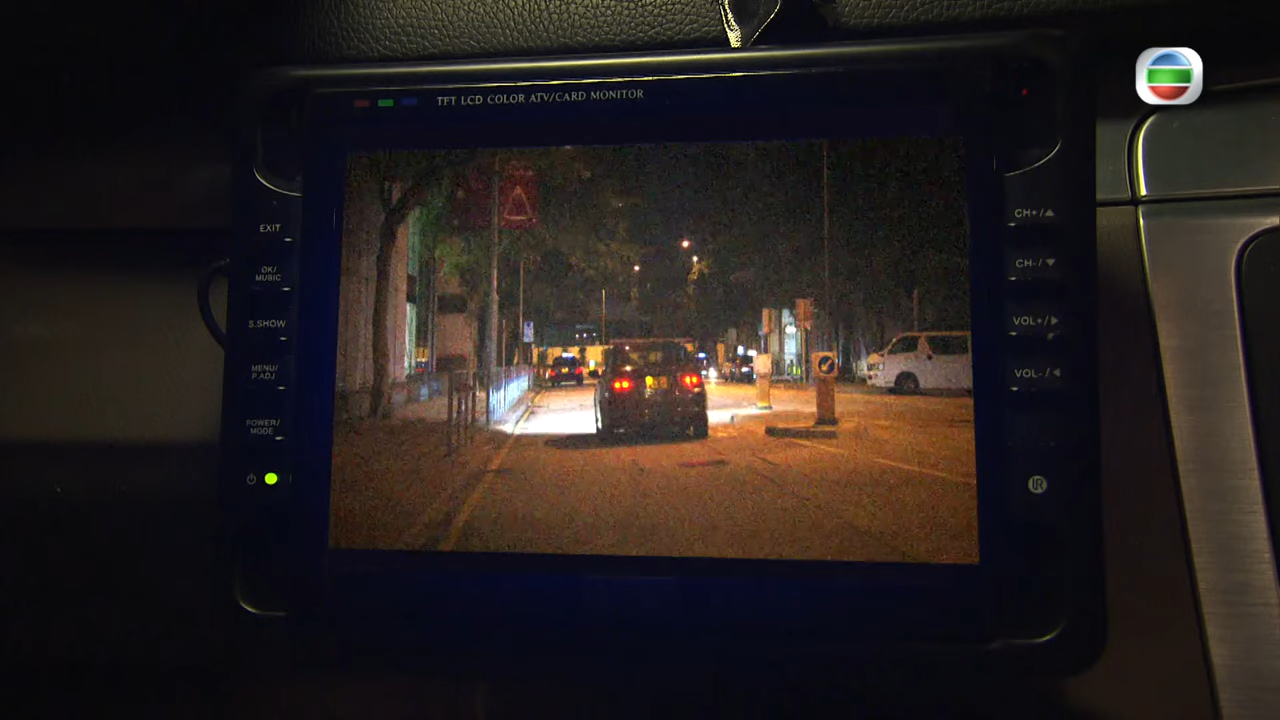 TFT LCD COLOR ATV/CARD MONITOR
EXIT
OK/
MUSIC
S.SHOW
MENU/
P.ADJ
POWER/
MODE
CH+/▲
CH-/▼
VOL+/▶
VOL-/◀
IR